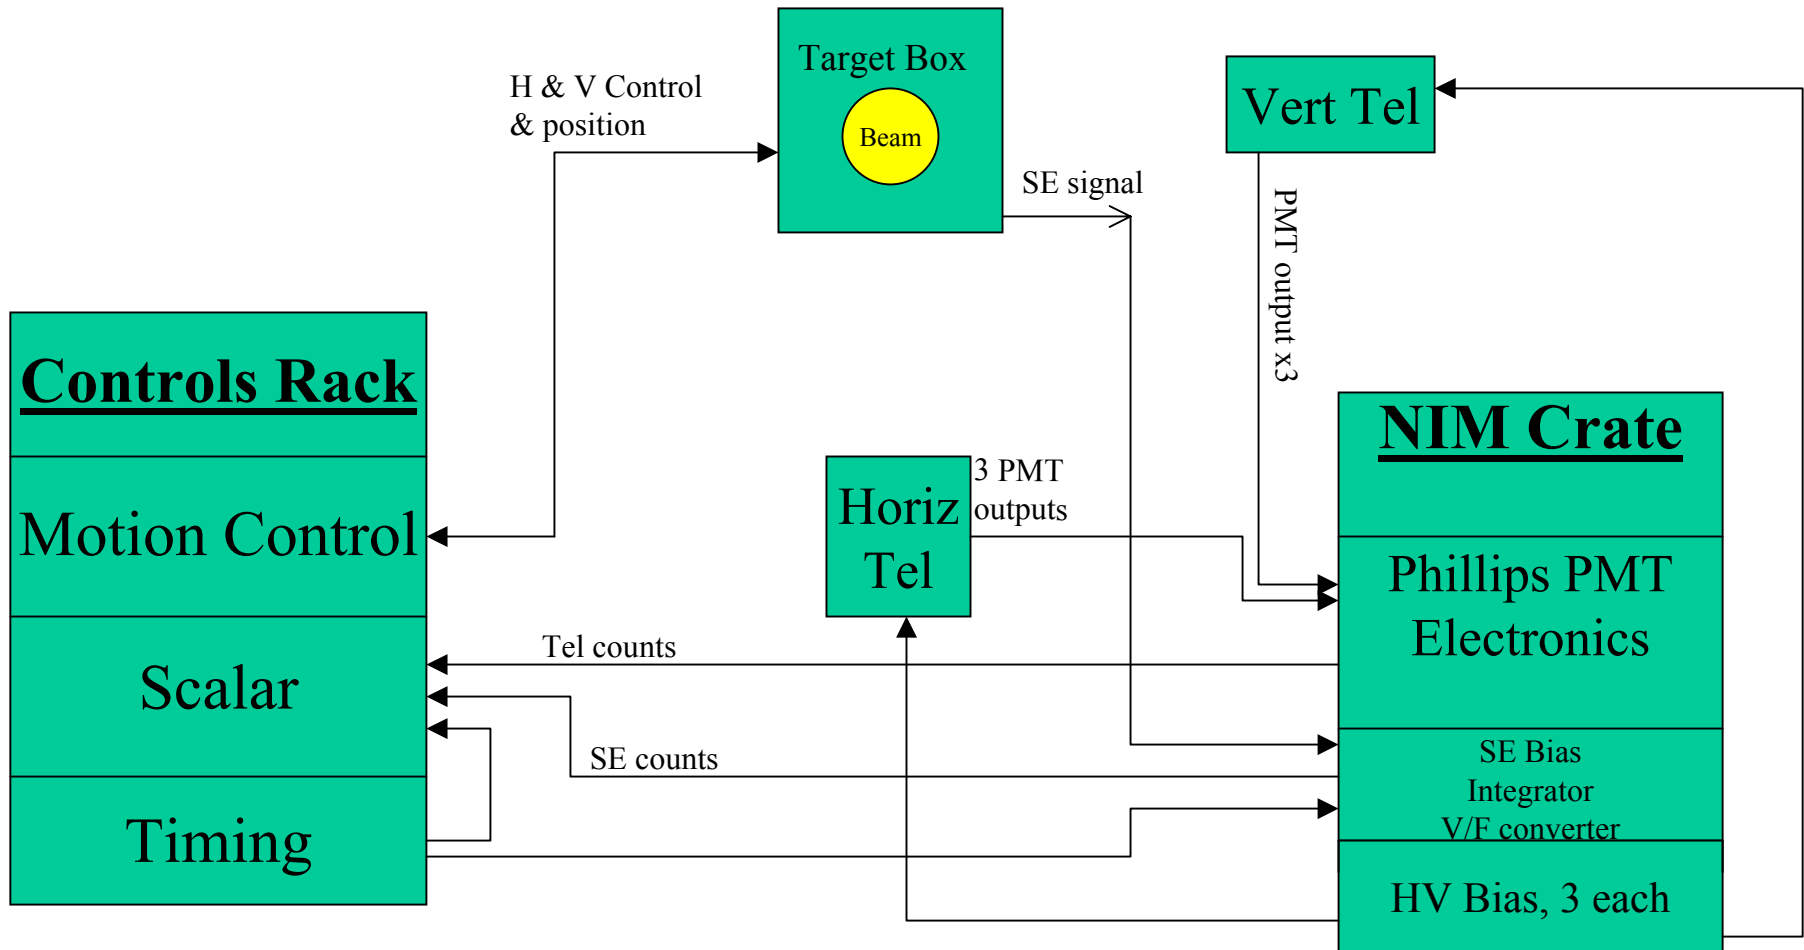 Target Box
Beam
H & V Control
& position
SE signal
Vert Tel
PMT output x3
Controls Rack
Motion Control
Scalar
Timing
Horiz
Tel
3 PMT
outputs
Tel counts
SE counts
NIM Crate
Phillips PMT
Electronics
SE Bias
Integrator
V/F converter
HV Bias, 3 each